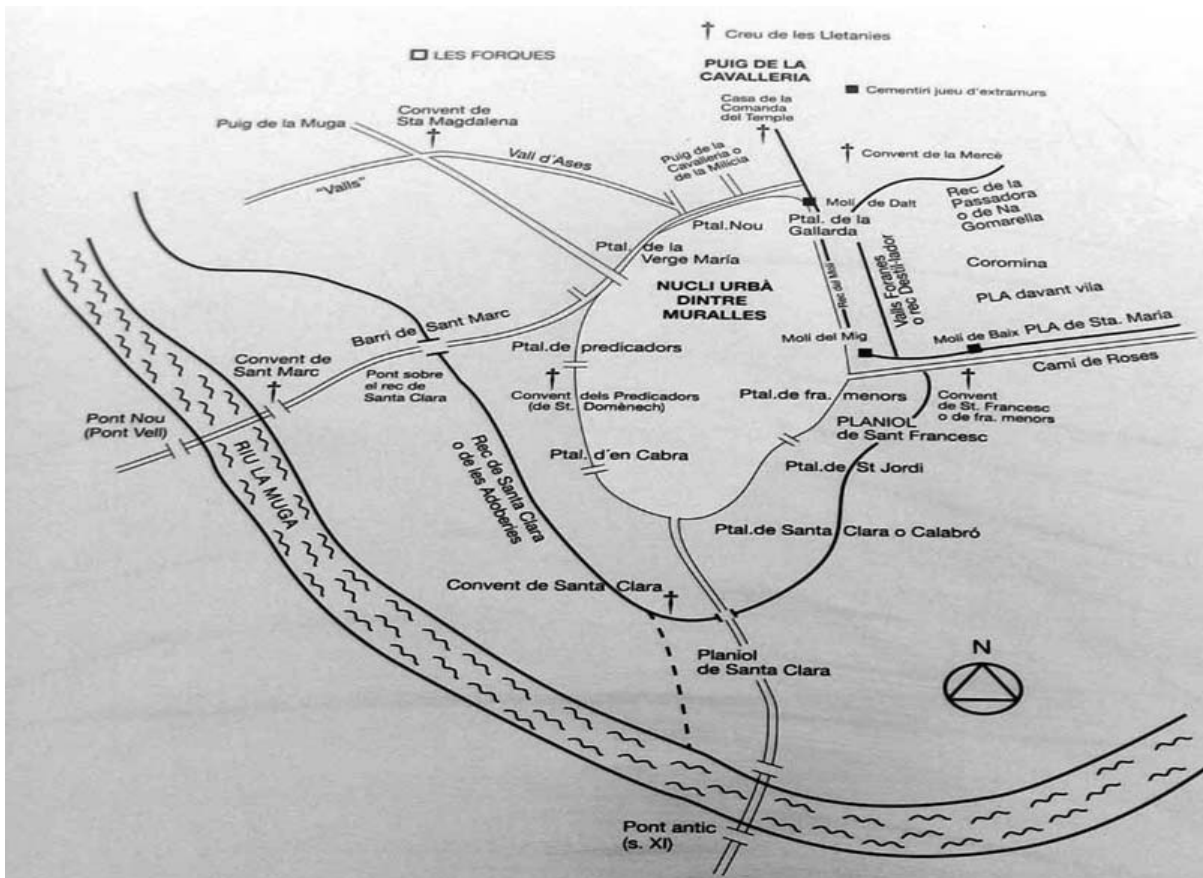 Creu de les Lletanies
LES FORQUES
PUIG DE LA
CAVALLERIA
Cementiri jueu d'extramurs
Casa de la
Comanda
del Temple
Convent de
Sta Magdalena
Puig de la Muga
Vall d'Ases
"Valls"
Puig de la
Cavalleria o
de la Milicia
Convent de la Mercè
Rec de la
Passadora
o de Na
Gomarella
Molí de Dalt
Ptal. de la
Gallarda
Ptal.Nou
Ptal. de la
Verge María
Rec del Molí
Valls Foranes
o rec Destil·lador
Coromina
PLA davant vila
NUCLI URBÀ
DINTRE
MURALLES
Barri de Sant Marc
Molí del Mig
Molí de Baix
PLA de Sta. Maria
Camí de Roses
Ptal.de predicadors
Convent de
Sant Marc
Pont sobre
el rec de
Santa Clara
Convent dels Predicadors
(de St. Domènech)
Ptal.de fra. menors
Convent
de St. Francesc
o de fra. menors
PLANIOL
de Sant Francesc
Pont Nou
(Pont Vell)
RIU LA MUGA
Rec de Santa Clara
o de les Adoberies
Ptal. d'en Cabra
Ptal.de St Jordi
Ptal.de Santa Clara o Calabró
Convent de Santa Clara
Planiol
de Santa Clara
N
Pont antic
(s. XI)